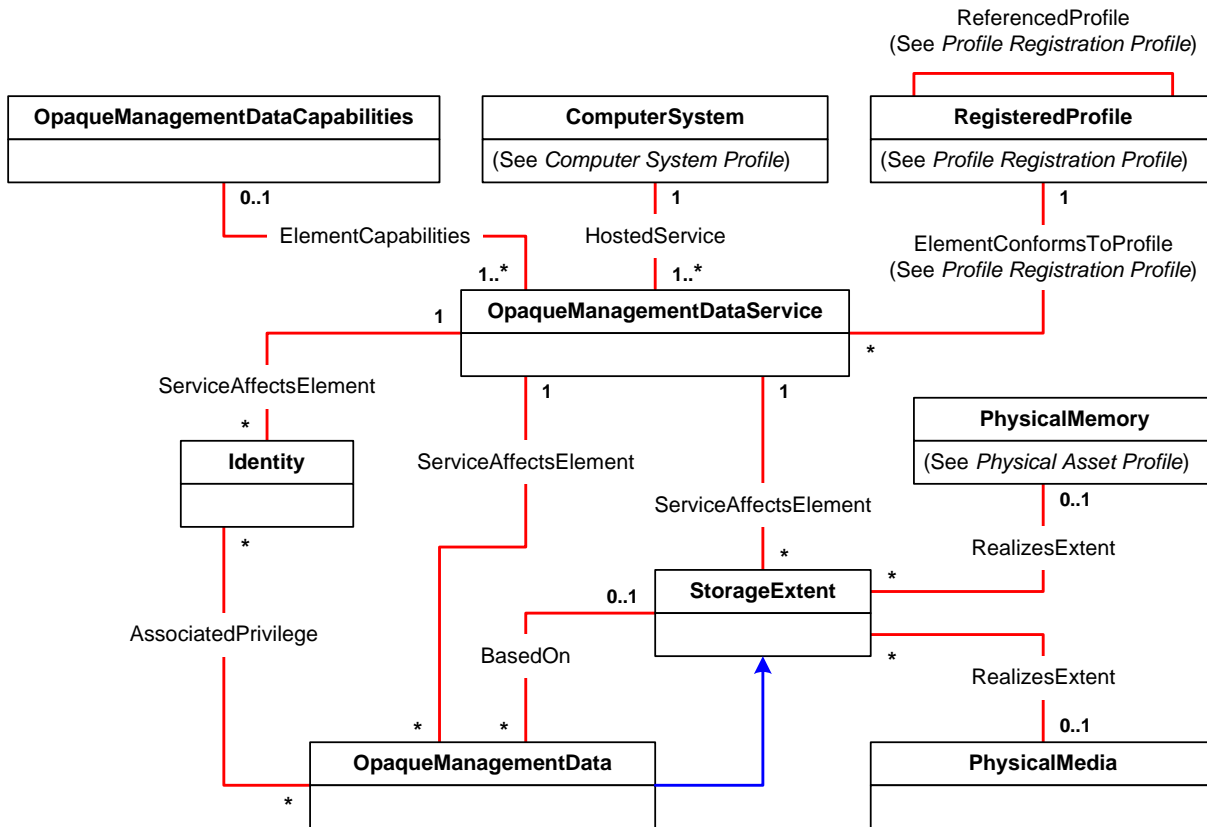 ReferencedProfile
(See Profile Registration Profile)
OpaqueManagementDataCapabilities
ComputerSystem
(See Computer System Profile)
RegisteredProfile
(See Profile Registration Profile)
0..1
1
1
ElementCapabilities
HostedService
ElementConformsToProfile
(See Profile Registration Profile)
1..*
1..*
OpaqueManagementDataService
1
*
1
1
ServiceAffectsElement
*
Identity
*
ServiceAffectsElement
ServiceAffectsElement
*
PhysicalMemory
(See Physical Asset Profile)
0..1
RealizesExtent
*
StorageExtent
0..1
*
AssociatedPrivilege
BasedOn
RealizesExtent
0..1
*
*
OpaqueManagementData
*
PhysicalMedia